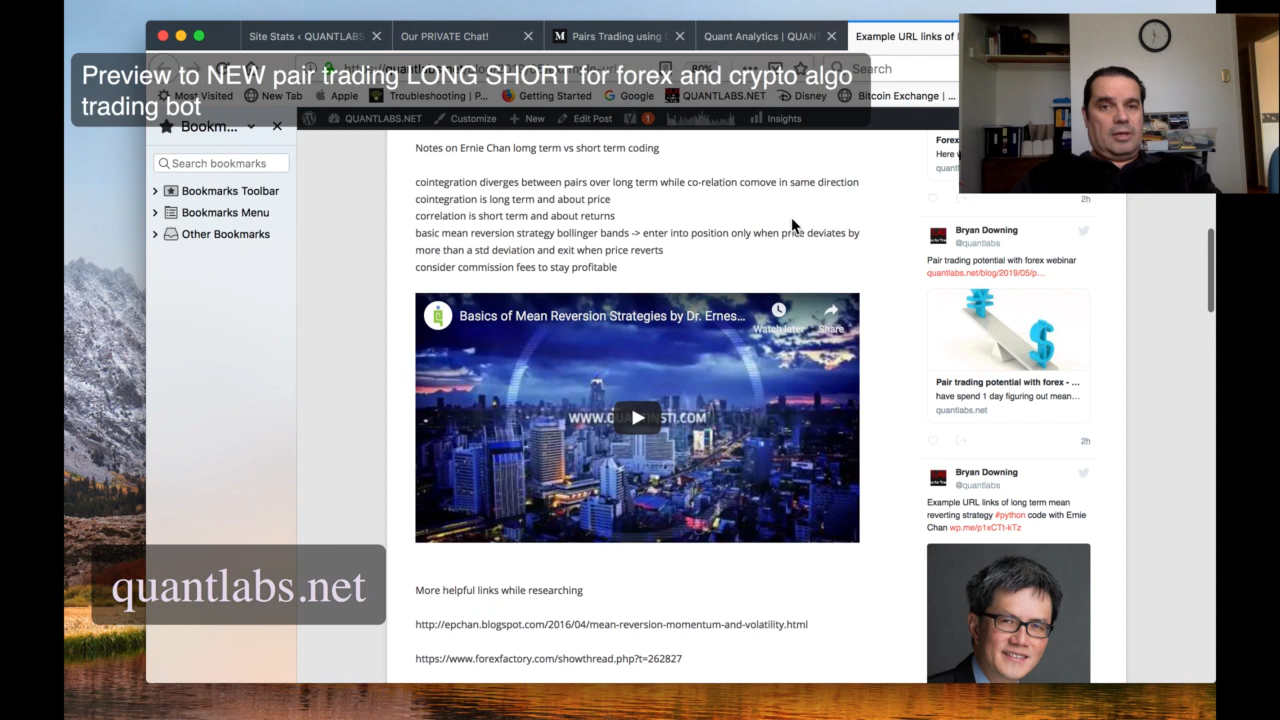 Site Stats ‹ QUANTLABS
Our PRIVATE Chat!
M Pairs Trading using
Quant Analytics | QUAN
Example URL links of l
Preview to NEW pair trading LONG SHORT for forex and crypto algo
trading bot
80%
Search
Most Visited
New Tab
Apple
Troubleshooting | P...
Getting Started
Google
QUANTLABS.NET
Disney
Bitcoin Exchange | ...
Bookm...
QUANTLABS.NET
Customize
New
Edit Post
1
Insights
Search bookmarks
Bookmarks Toolbar
Bookmarks Menu
Other Bookmarks
Notes on Ernie Chan lomg term vs short term coding
cointegration diverges between pairs over long term while co-relation comove in same direction
cointegration is long term and about price
correlation is short term and about returns
basic mean reversion strategy bollinger bands -> enter into position only when price deviates by
more than a std deviation and exit when price reverts
consider commission fees to stay profitable
Basics of Mean Reversion Strategies by Dr. Ernes...
Watch later
Share
More helpful links while researching
http://epchan.blogspot.com/2016/04/mean-reversion-momentum-and-volatility.html
https://www.forexfactory.com/showthread.php?t=262827
Forex
Here
2h
Bryan Downing
@quantlabs
Pair trading potential with forex webinar
quantlabs.net/blog/2019/05/p…
¥
$
Pair trading potential with forex - ...
have spend 1 day figuring out mean...
quantlabs.net
2h
Bryan Downing
@quantlabs
Example URL links of long term mean
reverting strategy #python code with Ernie
Chan wp.me/p1xCTt-kTz
quantlabs.net